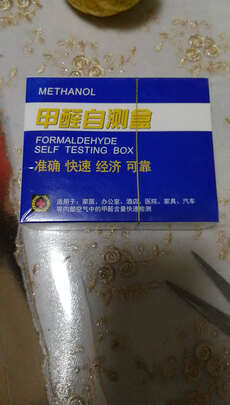 METHANOL
甲醛自测盒
FORMALDEHYDE
SELF TESTING BOX
-准确 快速 经济 可靠
适用于：家居、办公室、酒店、医院、家具、汽车
等内部空气中的甲醛含量快速检测